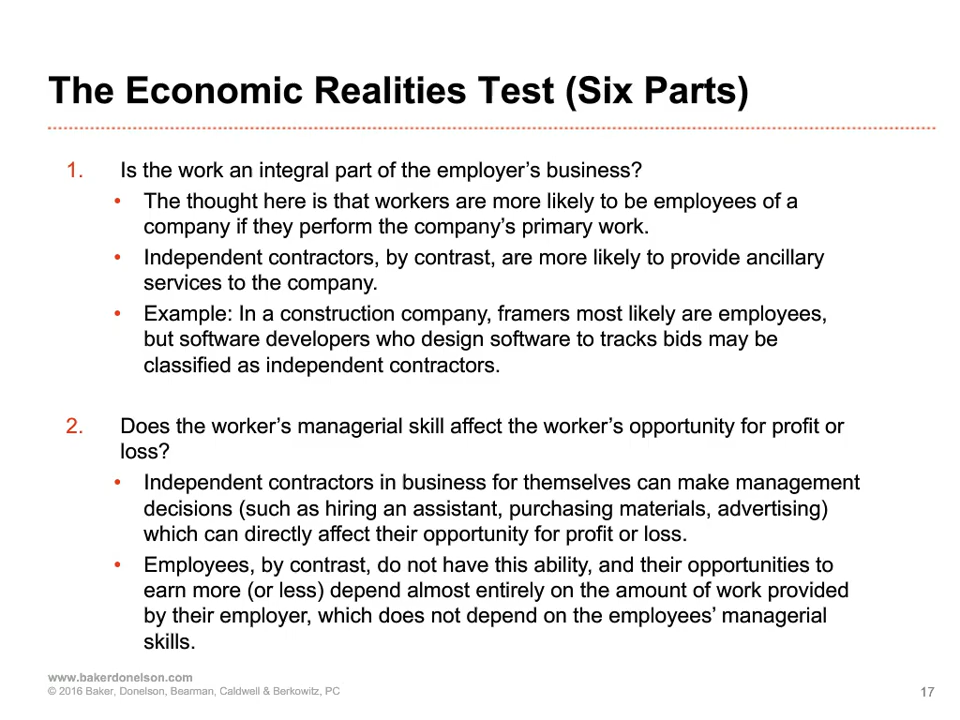 The Economic Realities Test (Six Parts)
1. Is the work an integral part of the employer’s business?
• The thought here is that workers are more likely to be employees of a
company if they perform the company’s primary work.
• Independent contractors, by contrast, are more likely to provide ancillary
services to the company.
• Example: In a construction company, framers most likely are employees,
but software developers who design software to tracks bids may be
classified as independent contractors.
2. Does the worker’s managerial skill affect the worker’s opportunity for profit or
loss?
• Independent contractors in business for themselves can make management
decisions (such as hiring an assistant, purchasing materials, advertising)
which can directly affect their opportunity for profit or loss.
• Employees, by contrast, do not have this ability, and their opportunities to
earn more (or less) depend almost entirely on the amount of work provided
by their employer, which does not depend on the employees’ managerial
skills.
www.bakerdonelson.com
© 2016 Baker, Donelson, Bearman, Caldwell & Berkowitz, PC
17